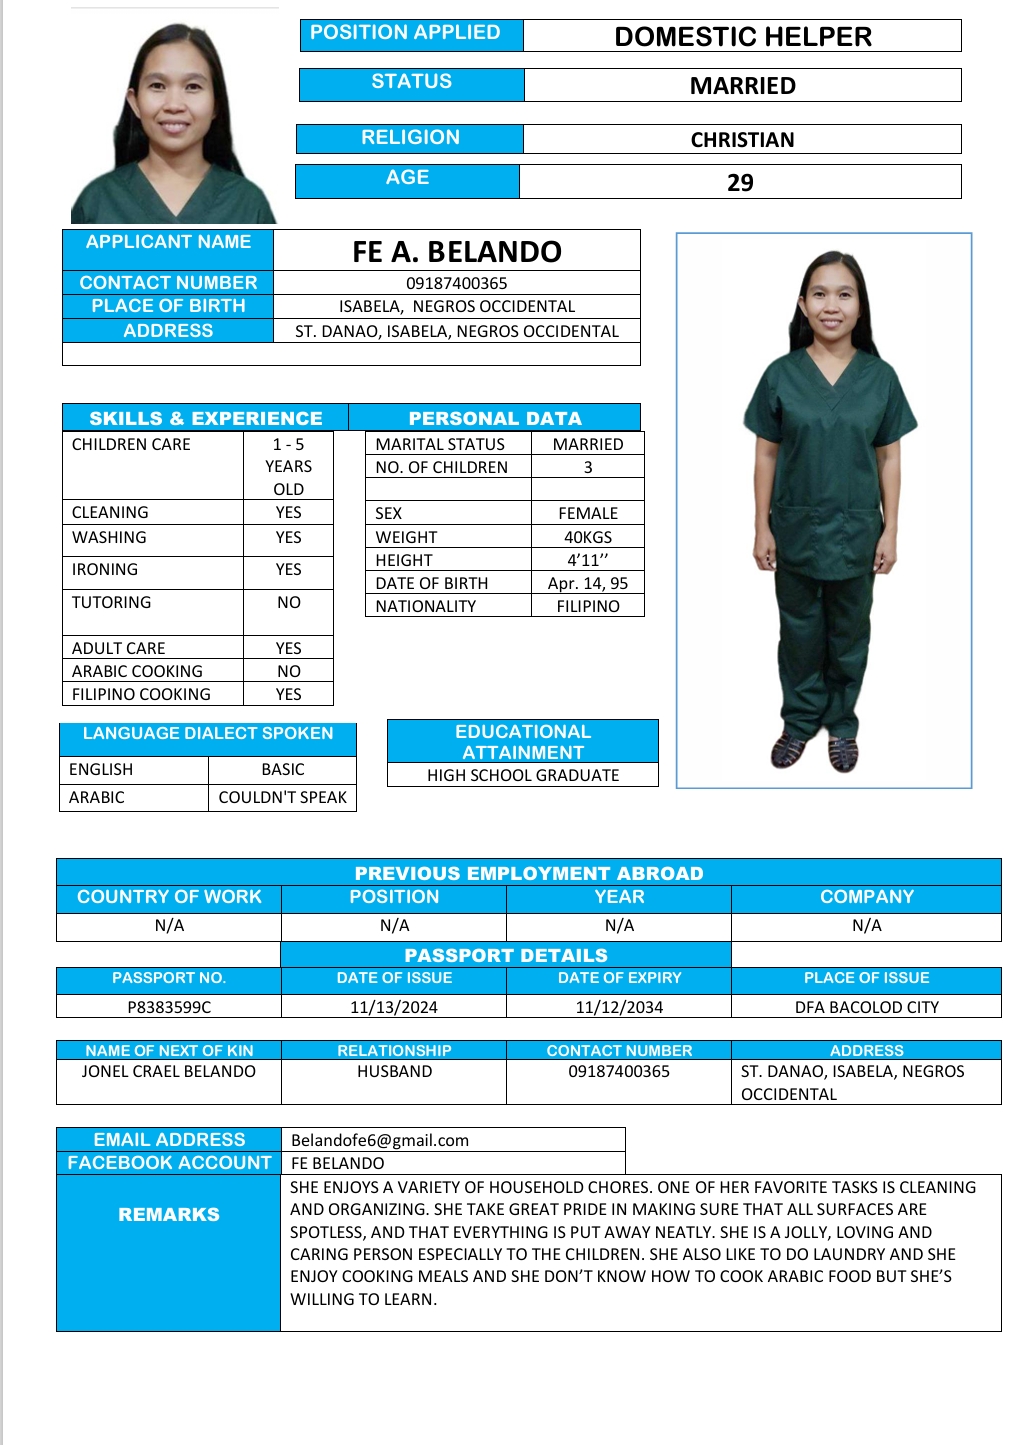 POSITION APPLIED DOMESTIC HELPER
STATUS MARRIED
RELIGION CHRISTIAN
AGE 29
APPLICANT NAME FE A. BELANDO
CONTACT NUMBER 09187400365
PLACE OF BIRTH ISABELA, NEGROS OCCIDENTAL
ADDRESS ST. DANAO, ISABELA, NEGROS OCCIDENTAL
SKILLS & EXPERIENCE
CHILDREN CARE 1 - 5
YEARS
OLD
CLEANING YES
WASHING YES
IRONING YES
TUTORING NO
ADULT CARE YES
ARABIC COOKING NO
FILIPINO COOKING YES
PERSONAL DATA
MARITAL STATUS MARRIED
NO. OF CHILDREN 3
SEX FEMALE
WEIGHT 40KGS
HEIGHT 4’11’’
DATE OF BIRTH Apr. 14, 95
NATIONALITY FILIPINO
LANGUAGE DIALECT SPOKEN
ENGLISH BASIC
ARABIC COULDN'T SPEAK
EDUCATIONAL
ATTAINMENT
HIGH SCHOOL GRADUATE
PREVIOUS EMPLOYMENT ABROAD
COUNTRY OF WORK POSITION YEAR COMPANY
N/A N/A N/A N/A
PASSPORT DETAILS
PASSPORT NO. DATE OF ISSUE DATE OF EXPIRY PLACE OF ISSUE
P8383599C 11/13/2024 11/12/2034 DFA BACOLOD CITY
NAME OF NEXT OF KIN RELATIONSHIP CONTACT NUMBER ADDRESS
JONEL CRAEL BELANDO HUSBAND 09187400365 ST. DANAO, ISABELA, NEGROS
OCCIDENTAL
EMAIL ADDRESS Belandofe6@gmail.com
FACEBOOK ACCOUNT FE BELANDO
REMARKS
SHE ENJOYS A VARIETY OF HOUSEHOLD CHORES. ONE OF HER FAVORITE TASKS IS CLEANING
AND ORGANIZING. SHE TAKE GREAT PRIDE IN MAKING SURE THAT ALL SURFACES ARE
SPOTLESS, AND THAT EVERYTHING IS PUT AWAY NEATLY. SHE IS A JOLLY, LOVING AND
CARING PERSON ESPECIALLY TO THE CHILDREN. SHE ALSO LIKE TO DO LAUNDRY AND SHE
ENJOY COOKING MEALS AND SHE DON’T KNOW HOW TO COOK ARABIC FOOD BUT SHE’S
WILLING TO LEARN.